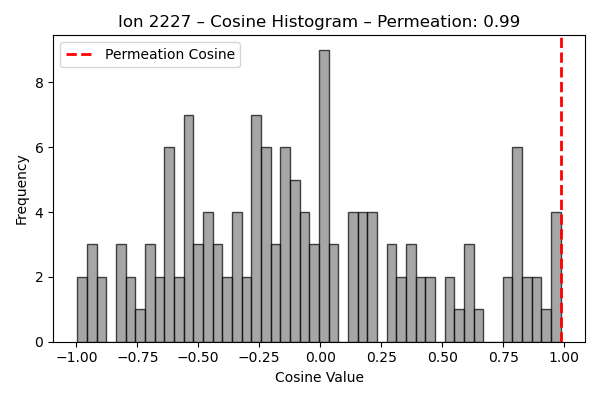 Ion 2227 – Cosine Histogram – Permeation: 0.99
Permeation Cosine
Frequency
8
6
4
2
0
−1.00 −0.75 −0.50 −0.25 0.00 0.25 0.50 0.75 1.00
Cosine Value